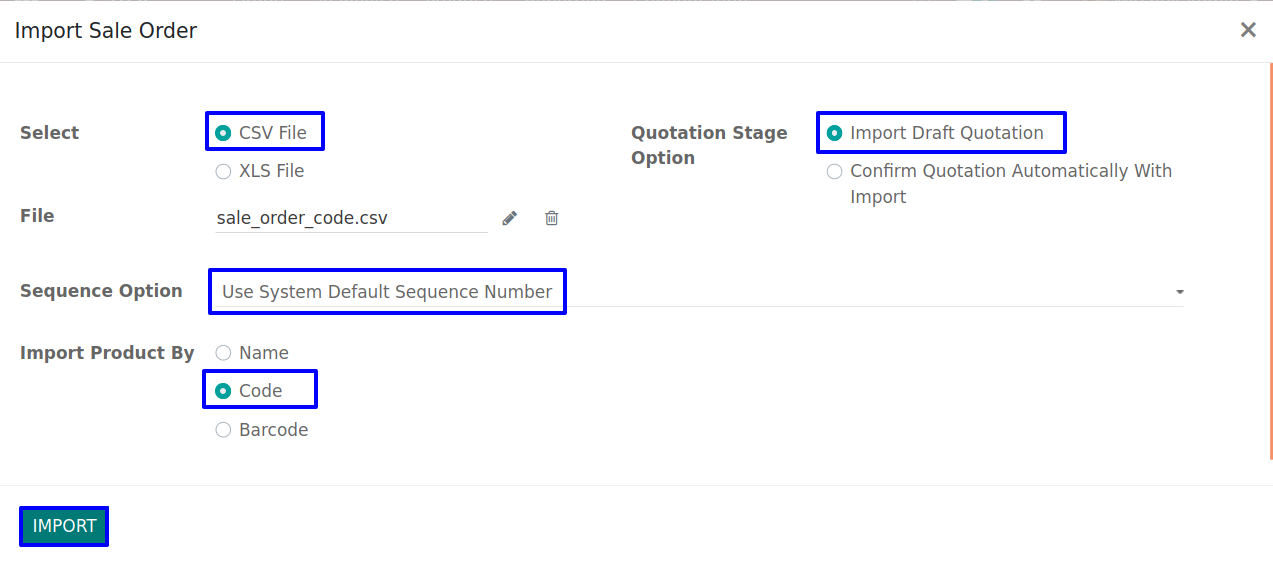 Import Sale Order
Select
CSV File
XLS File
Quotation Stage
Option
Import Draft Quotation
Confirm Quotation Automatically With
Import
File
sale_order_code.csv
Sequence Option
Use System Default Sequence Number
Import Product By
Name
Code
Barcode
IMPORT